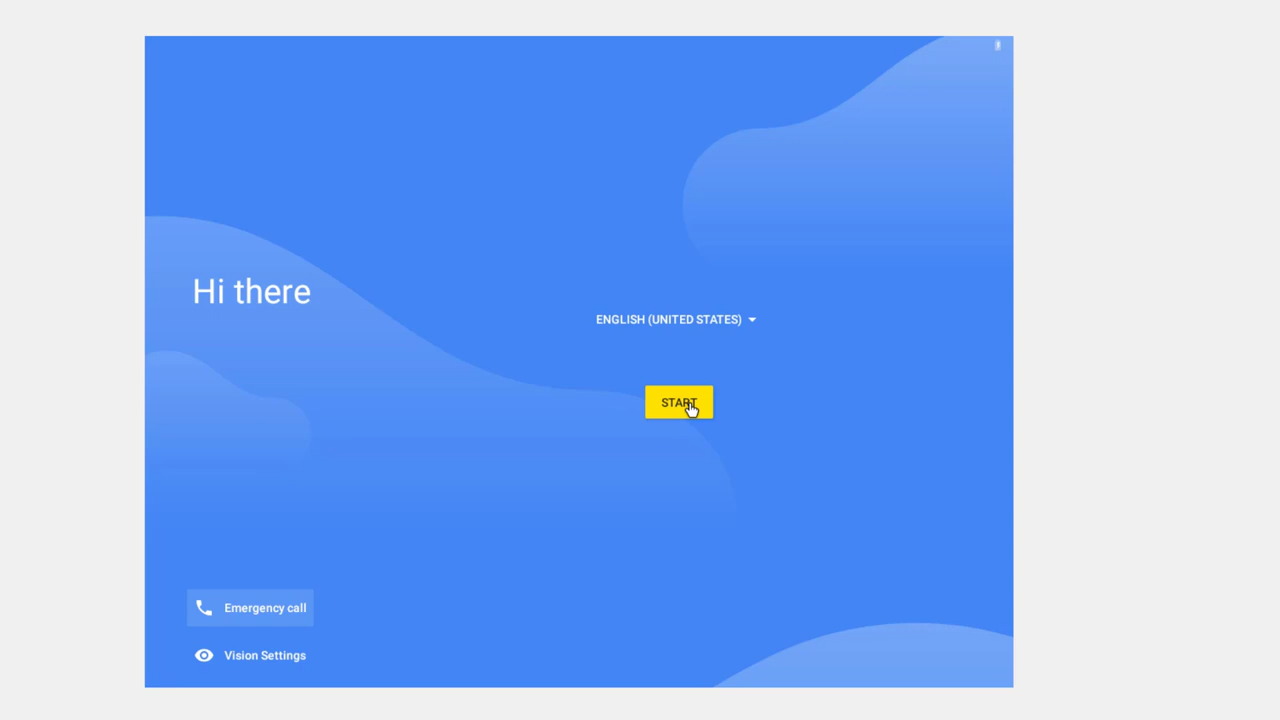 Hi there
ENGLISH (UNITED STATES)
START
Emergency call
Vision Settings